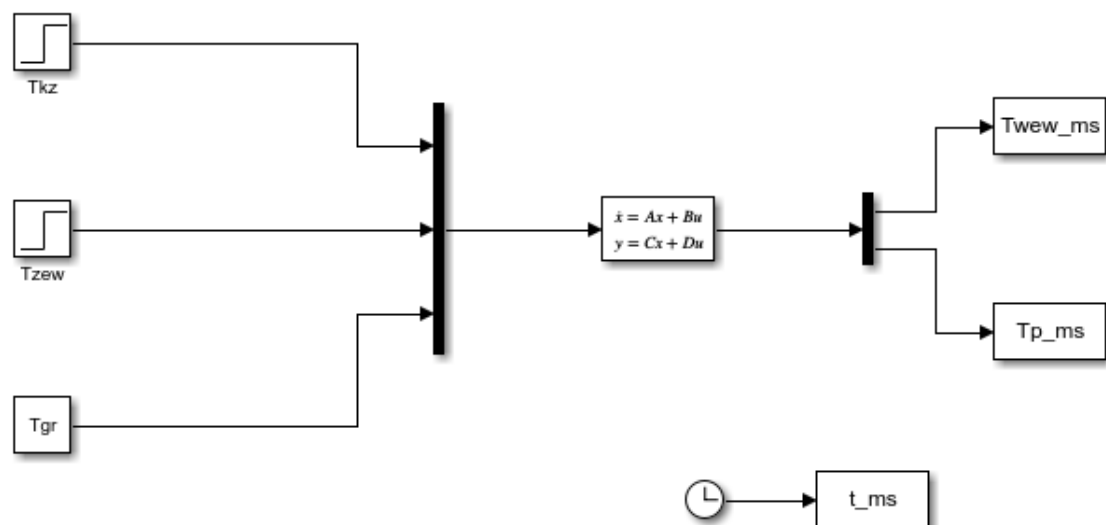 Tkz
Twew_ms
Tzew
ẋ = Ax + Bu
y = Cx + Du
Tp_ms
Tgr
t_ms